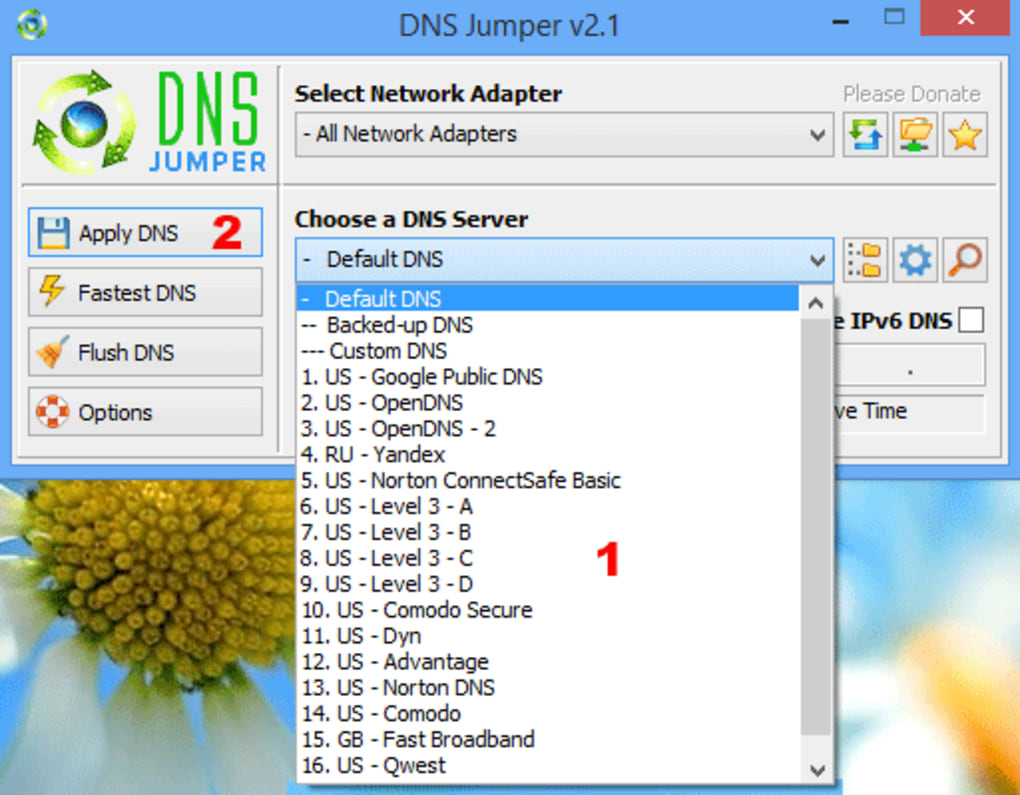 DNS Jumper v2.1
DNS
JUMPER
Select Network Adapter
Please Donate
- All Network Adapters
Choose a DNS Server
- Default DNS
Apply DNS 2
Fastest DNS
Flush DNS
Options
- Default DNS
-- Backed-up DNS
--- Custom DNS
1. US - Google Public DNS
2. US - OpenDNS
3. US - OpenDNS - 2
4. RU - Yandex
5. US - Norton ConnectSafe Basic
6. US - Level 3 - A
7. US - Level 3 - B
8. US - Level 3 - C
9. US - Level 3 - D
10. US - Comodo Secure
11. US - Dyn
12. US - Advantage
13. US - Norton DNS
14. US - Comodo
15. GB - Fast Broadband
16. US - Qwest
1
IPv6 DNS
.
Time